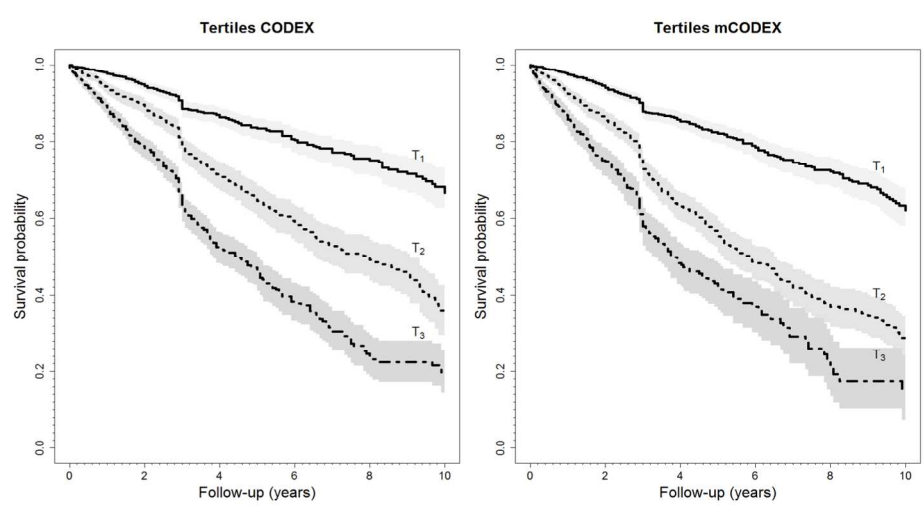 Tertiles CODEX
Survival probability
1.0
0.8
0.6
0.4
0.2
0.0
T1
T2
T3
0 2 4 6 8 10
Follow-up (years)
Tertiles mCODEX
Survival probability
1.0
0.8
0.6
0.4
0.2
0.0
T1
T2
T3
0 2 4 6 8 10
Follow-up (years)